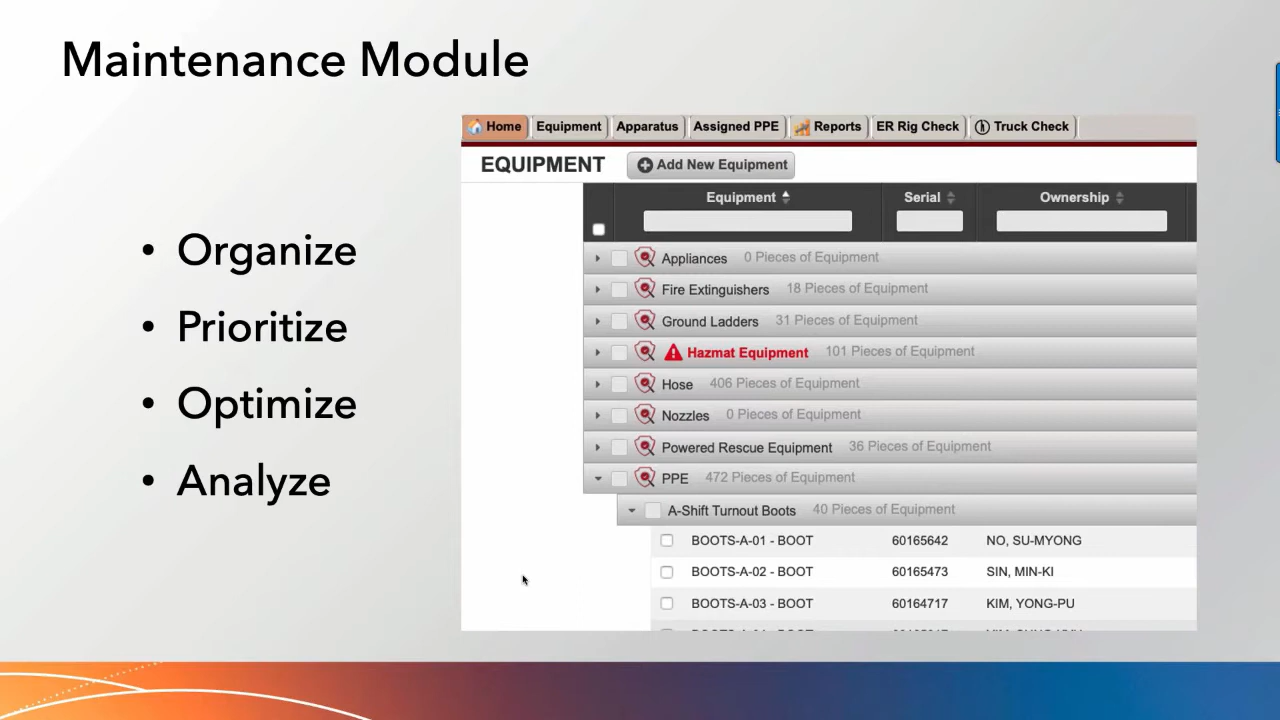 Maintenance Module
• Organize
• Prioritize
• Optimize
• Analyze
Home Equipment Apparatus Assigned PPE Reports ER Rig Check Truck Check
EQUIPMENT Add New Equipment
Equipment Serial Ownership
Appliances 0 Pieces of Equipment
Fire Extinguishers 18 Pieces of Equipment
Ground Ladders 31 Pieces of Equipment
Hazmat Equipment 101 Pieces of Equipment
Hose 406 Pieces of Equipment
Nozzles 0 Pieces of Equipment
Powered Rescue Equipment 36 Pieces of Equipment
PPE 472 Pieces of Equipment
A-Shift Turnout Boots 40 Pieces of Equipment
BOOTS-A-01 - BOOT 60165642 NO, SU-MYONG
BOOTS-A-02 - BOOT 60165473 SIN, MIN-KI
BOOTS-A-03 - BOOT 60164717 KIM, YONG-PU